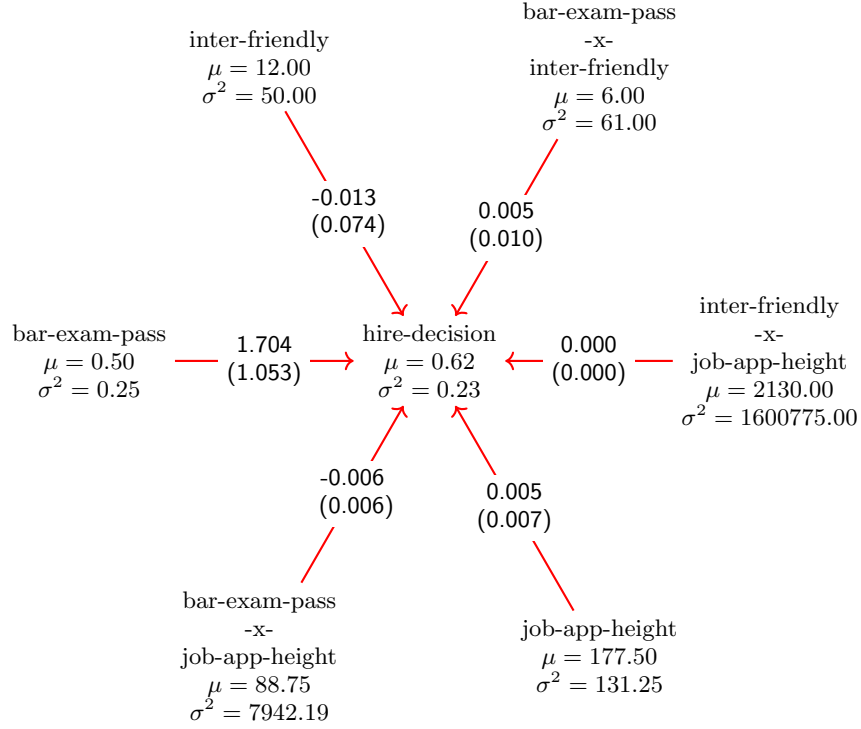 inter-friendly
μ = 12.00
σ² = 50.00
bar-exam-pass
-x-
inter-friendly
μ = 6.00
σ² = 61.00
-0.013
(0.074)
0.005
(0.010)
bar-exam-pass
μ = 0.50
σ² = 0.25
1.704
(1.053)
hire-decision
μ = 0.62
σ² = 0.23
0.000
(0.000)
inter-friendly
-x-
job-app-height
μ = 2130.00
σ² = 1600775.00
-0.006
(0.006)
0.005
(0.007)
bar-exam-pass
-x-
job-app-height
μ = 88.75
σ² = 7942.19
job-app-height
μ = 177.50
σ² = 131.25